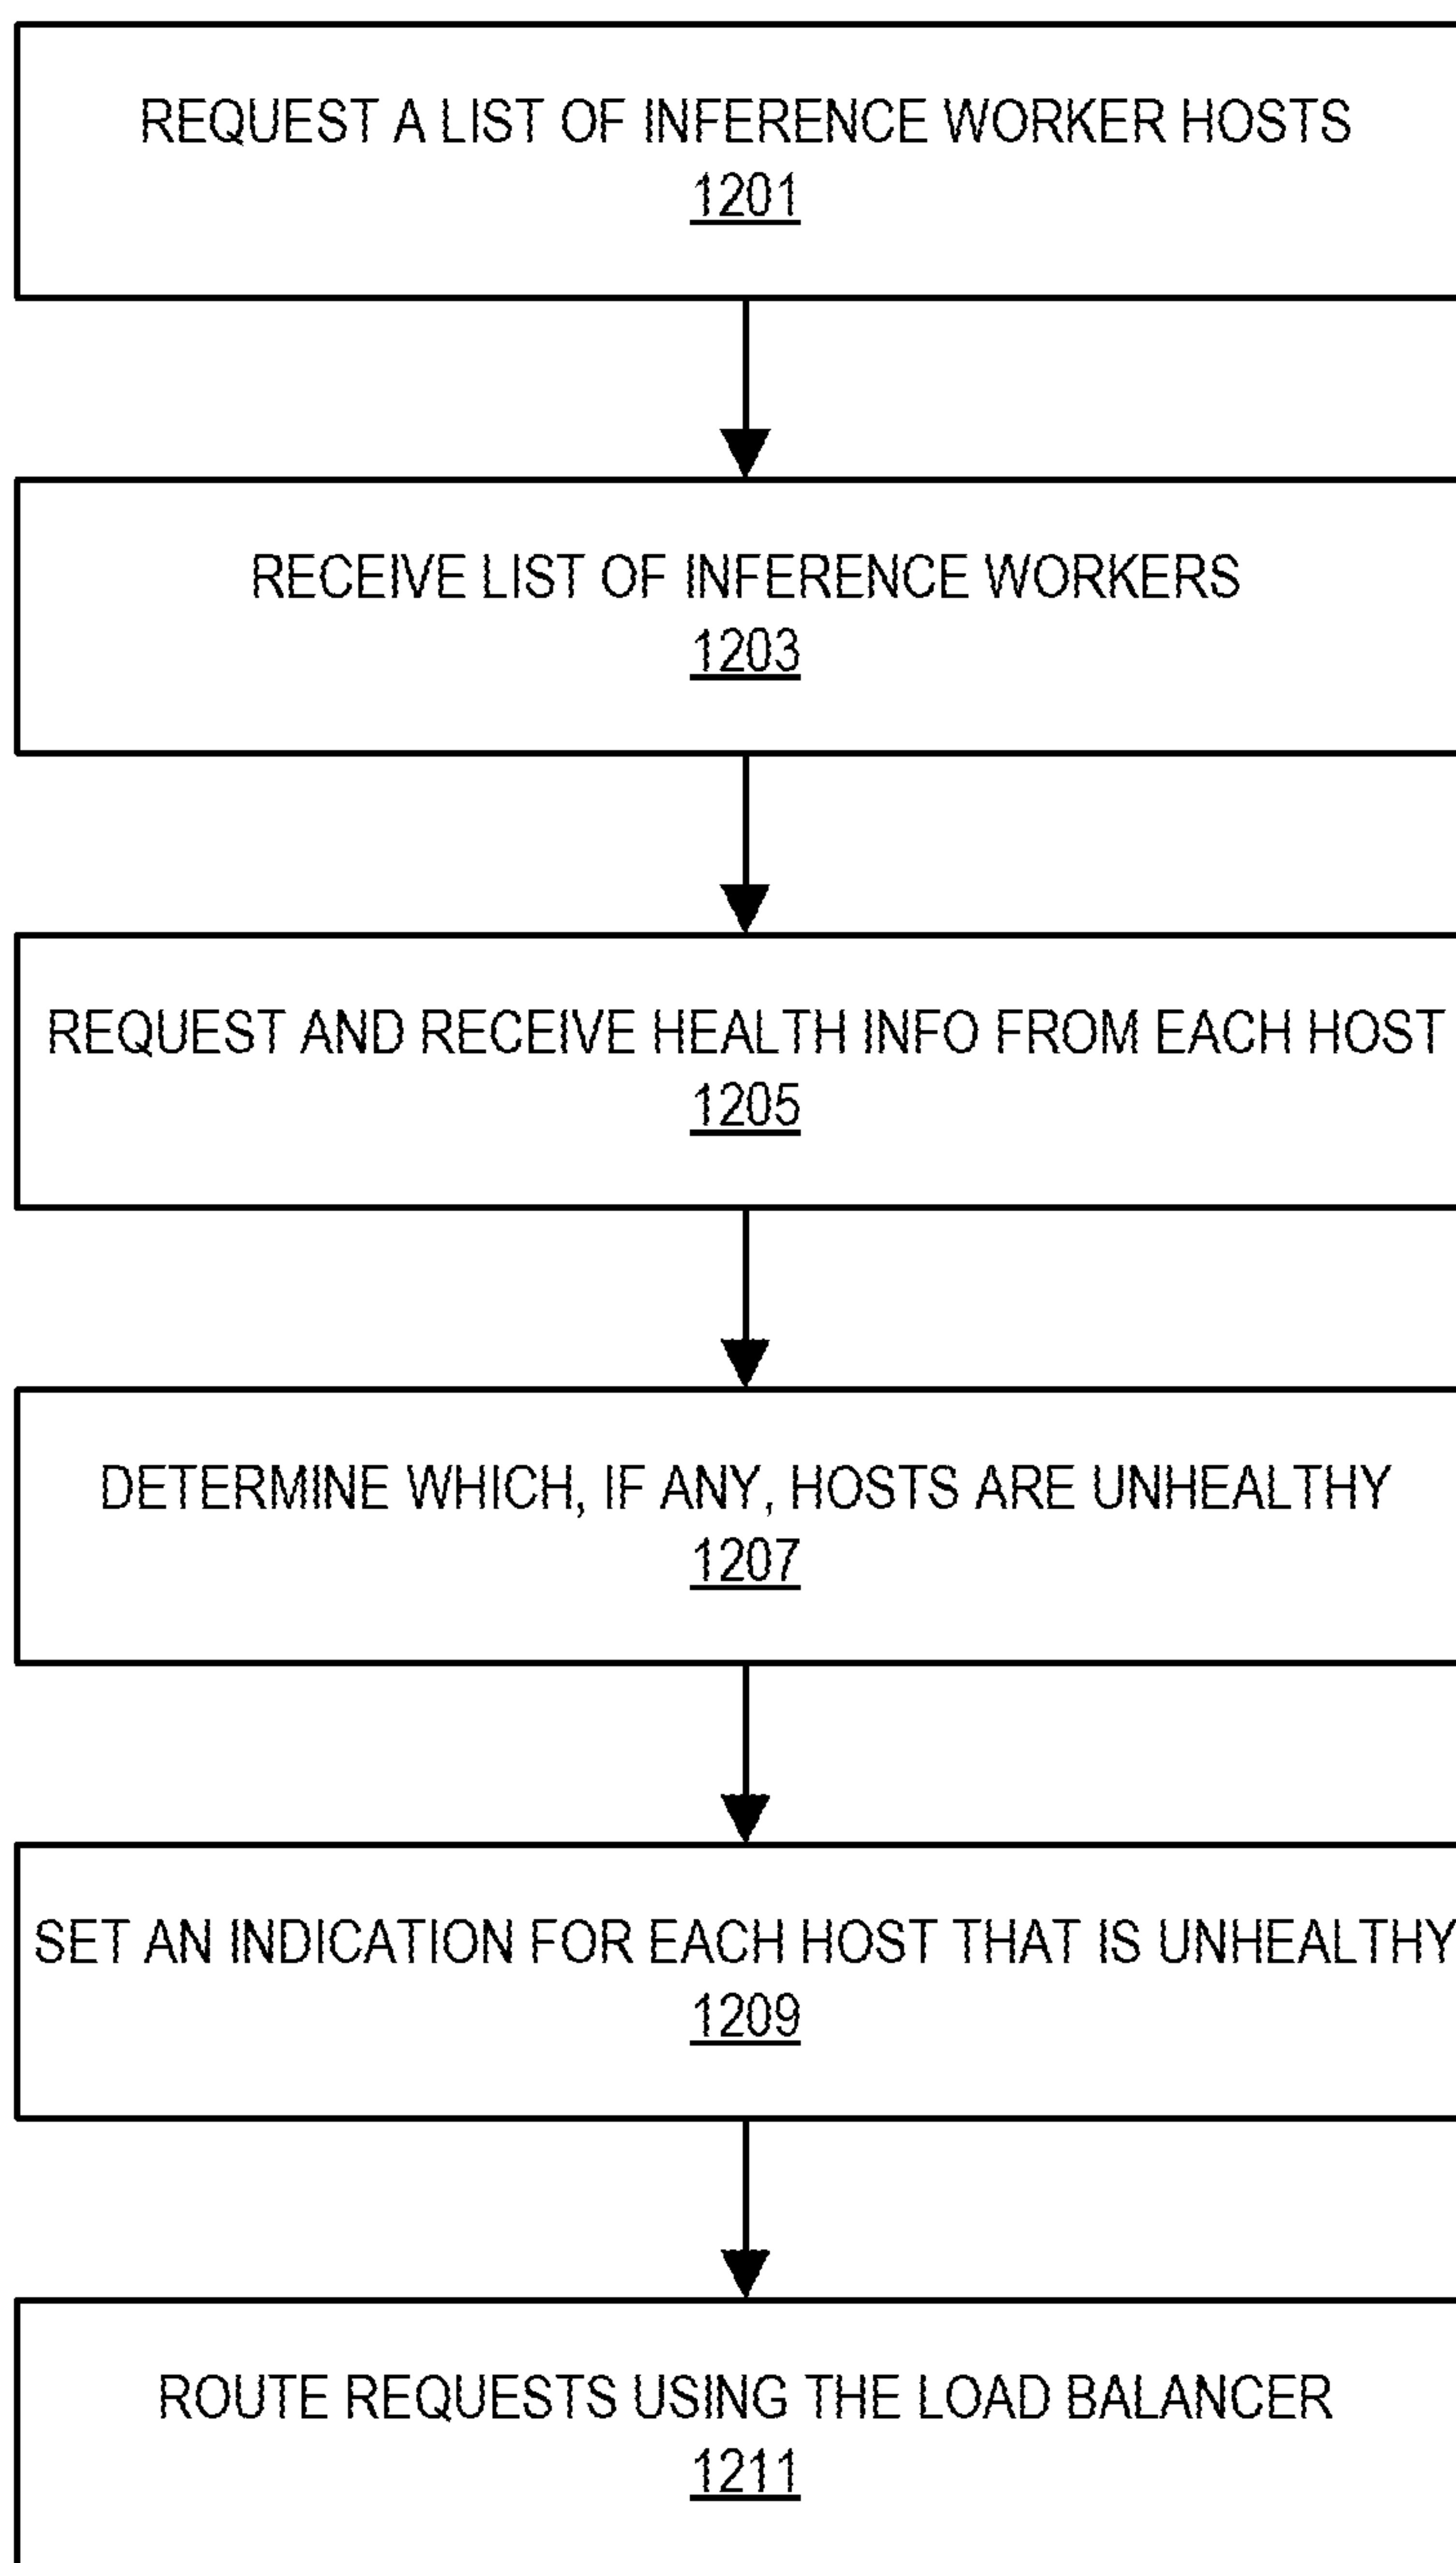 REQUEST A LIST OF INFERENCE WORKER HOSTS
1201
RECEIVE LIST OF INFERENCE WORKERS
1203
REQUEST AND RECEIVE HEALTH INFO FROM EACH HOST
1205
DETERMINE WHICH, IF ANY, HOSTS ARE UNHEALTHY
1207
SET AN INDICATION FOR EACH HOST THAT IS UNHEALTHY
1209
ROUTE REQUESTS USING THE LOAD BALANCER
1211